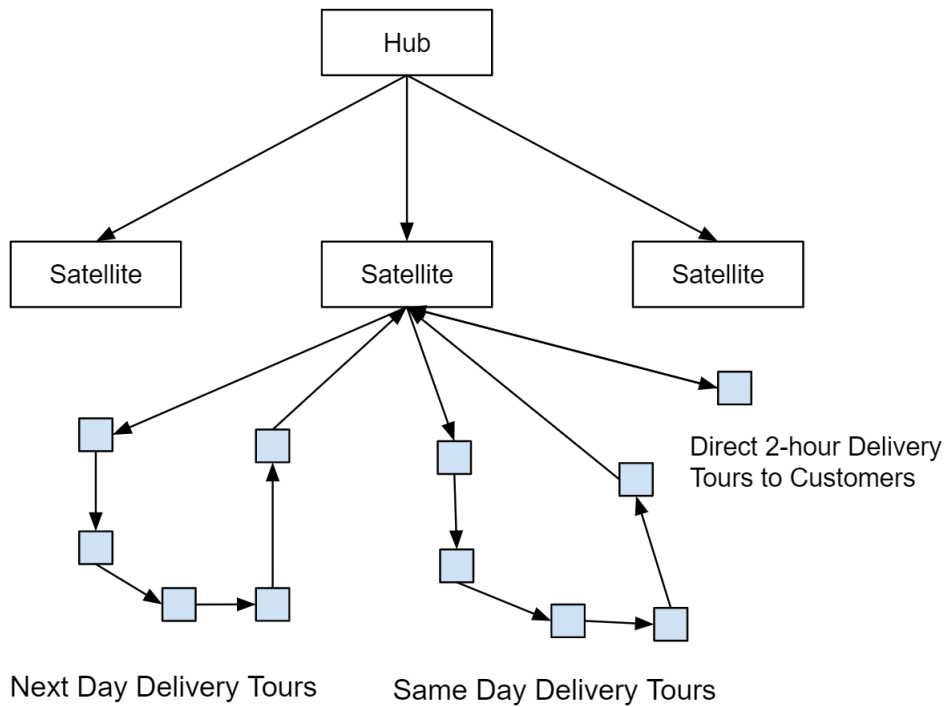 Hub
Satellite
Satellite
Satellite
Direct 2-hour Delivery
Tours to Customers
Next Day Delivery Tours
Same Day Delivery Tours